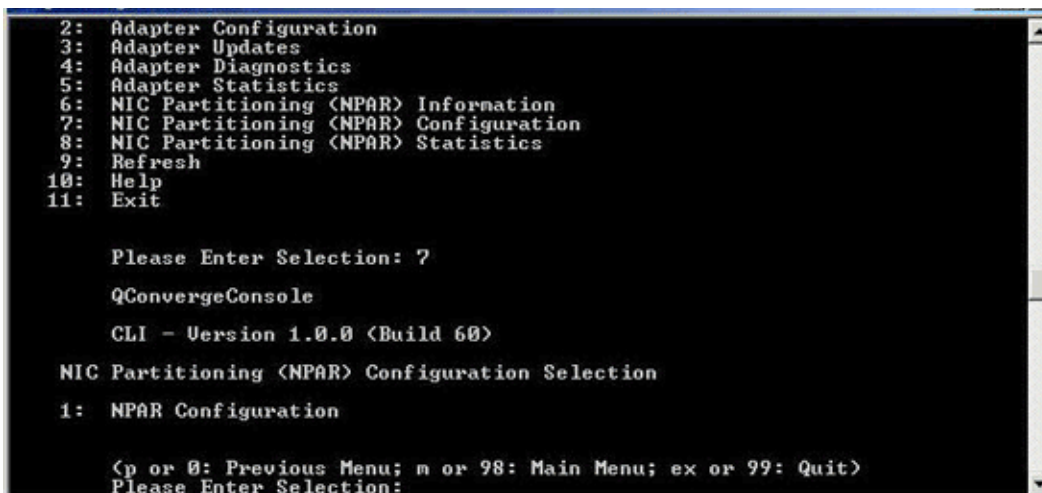 2: Adapter Configuration
3: Adapter Updates
4: Adapter Diagnostics
5: Adapter Statistics
6: NIC Partitioning (NPAR) Information
7: NIC Partitioning (NPAR) Configuration
8: NIC Partitioning (NPAR) Statistics
9: Refresh
10: Help
11: Exit
Please Enter Selection: 7
QConvergeConsole
CLI - Version 1.0.0 (Build 60)
NIC Partitioning (NPAR) Configuration Selection
1: NPAR Configuration
(p or 0: Previous Menu; m or 98: Main Menu; ex or 99: Quit)
Please Enter Selection: